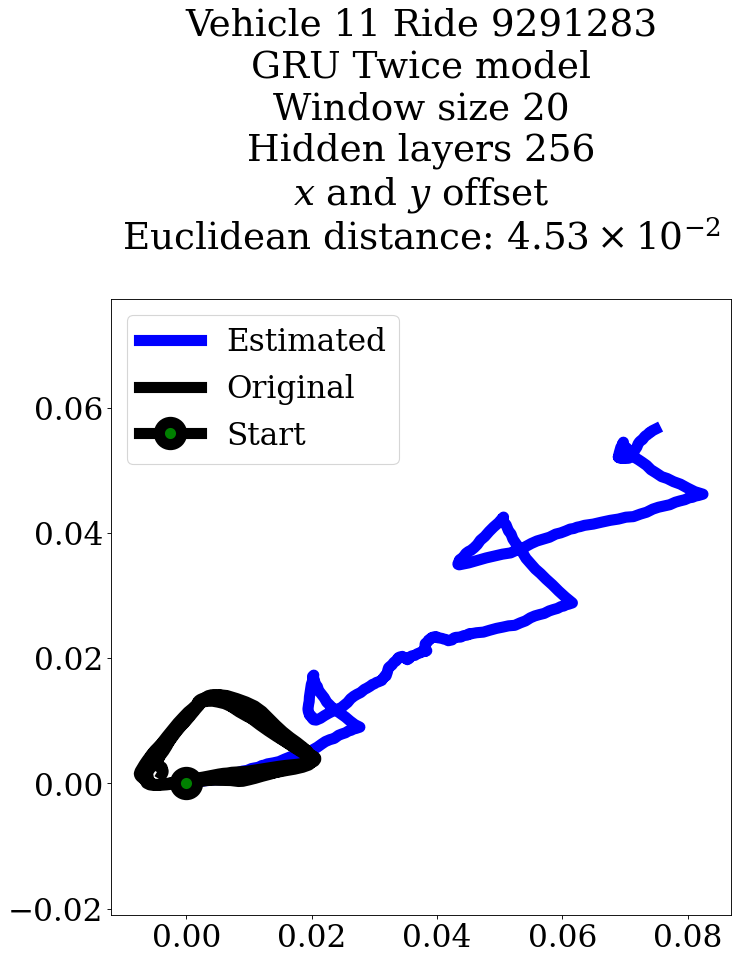 Vehicle 11 Ride 9291283
GRU Twice model
Window size 20
Hidden layers 256
x and y offset
Euclidean distance: 4.53 × 10⁻²
Estimated
Original
Start
0.06
0.04
0.02
0.00
−0.02
0.00 0.02 0.04 0.06 0.08